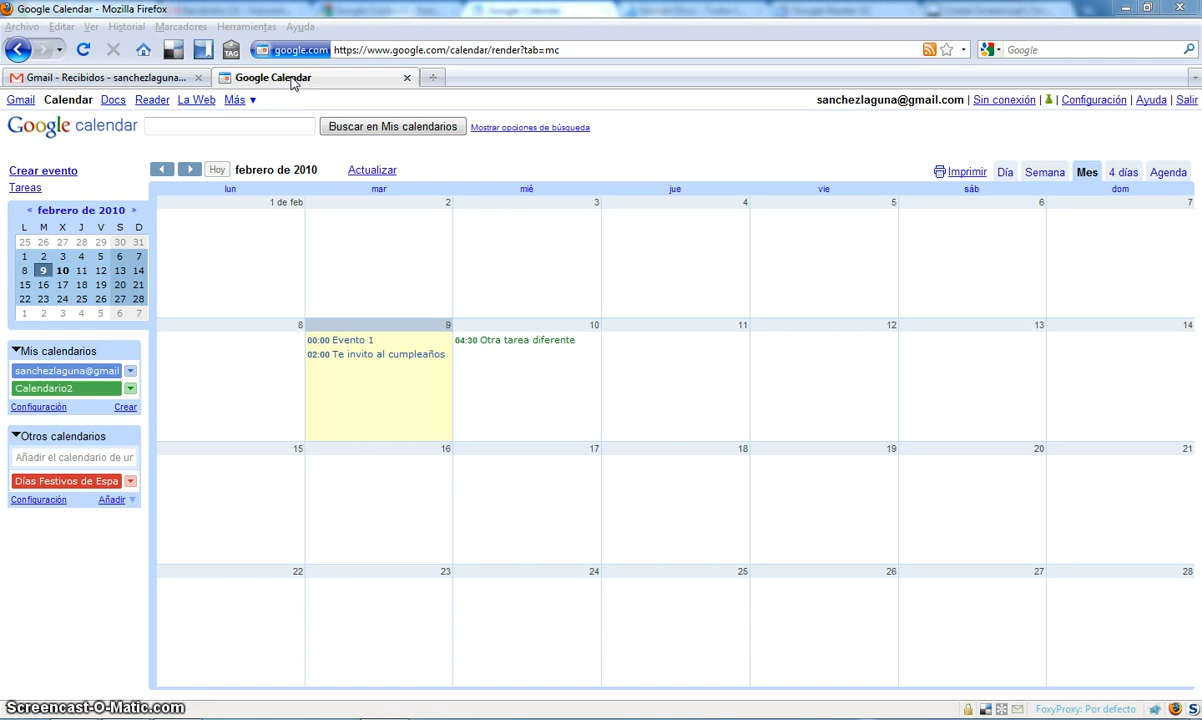 Google Calendar - Mozilla Firefox
Archivo Editar Ver Historial Marcadores Herramientas Ayuda
TAG google.com https://www.google.com/calendar/render?tab=mc Google
Gmail - Recibidos - sanchezlaguna... Google Calendar
Gmail Calendar Docs Reader La Web Más ▼ sanchezlaguna@gmail.com | Sin conexión | Configuración | Ayuda | Salir
Google calendar Buscar en Mis calendarios Mostrar opciones de búsqueda
Crear evento
Tareas
Hoy febrero de 2010 Actualizar Imprimir Día Semana Mes 4 días Agenda
« febrero de 2010 »
L M X J V S D
25 26 27 28 29 30 31
1 2 3 4 5 6 7
8 9 10 11 12 13 14
15 16 17 18 19 20 21
22 23 24 25 26 27 28
1 2 3 4 5 6 7
Mis calendarios
sanchezlaguna@gmail
Calendario2
Configuración Crear
Otros calendarios
Añadir el calendario de ur
Días Festivos de Espa
Configuración Añadir ▼
lun mar mié jue vie sáb dom
1 de feb 2 3 4 5 6 7
8 9 10 11 12 13 14
00:00 Evento 1 04:30 Otra tarea diferente
02:00 Te invito al cumpleaños
15 16 17 18 19 20 21
22 23 24 25 26 27 28
Screencast-O-Matic.com
FoxyProxy: Por defecto S